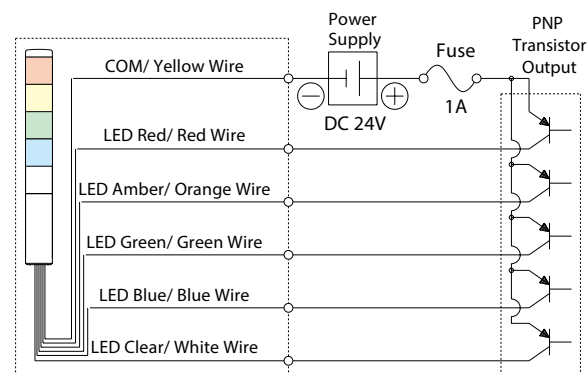 Power
Supply
Fuse
PNP
Transistor
Output
COM/ Yellow Wire
DC 24V
1A
LED Red/ Red Wire
LED Amber/ Orange Wire
LED Green/ Green Wire
LED Blue/ Blue Wire
LED Clear/ White Wire